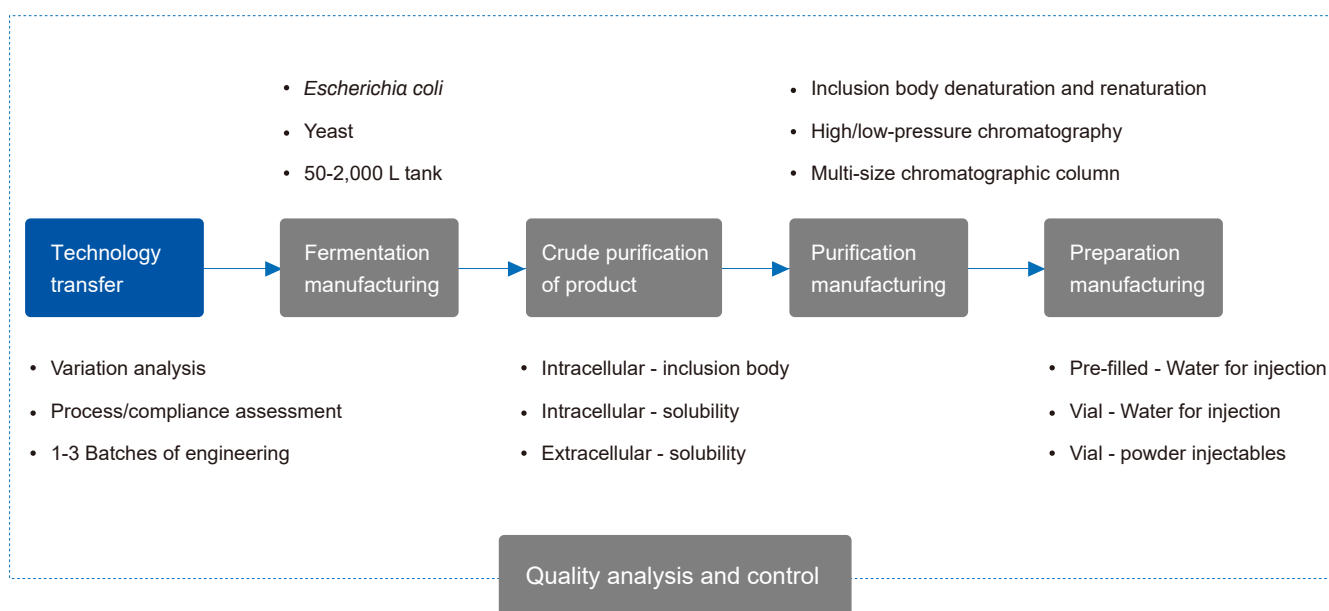 • Escherichia coli
• Yeast
• 50-2,000 L tank
• Inclusion body denaturation and renaturation
• High/low-pressure chromatography
• Multi-size chromatographic column
Technology
transfer
Fermentation
manufacturing
Crude purification
of product
Purification
manufacturing
Preparation
manufacturing
• Variation analysis
• Process/compliance assessment
• 1-3 Batches of engineering
• Intracellular - inclusion body
• Intracellular - solubility
• Extracellular - solubility
• Pre-filled - Water for injection
• Vial - Water for injection
• Vial - powder injectables
Quality analysis and control